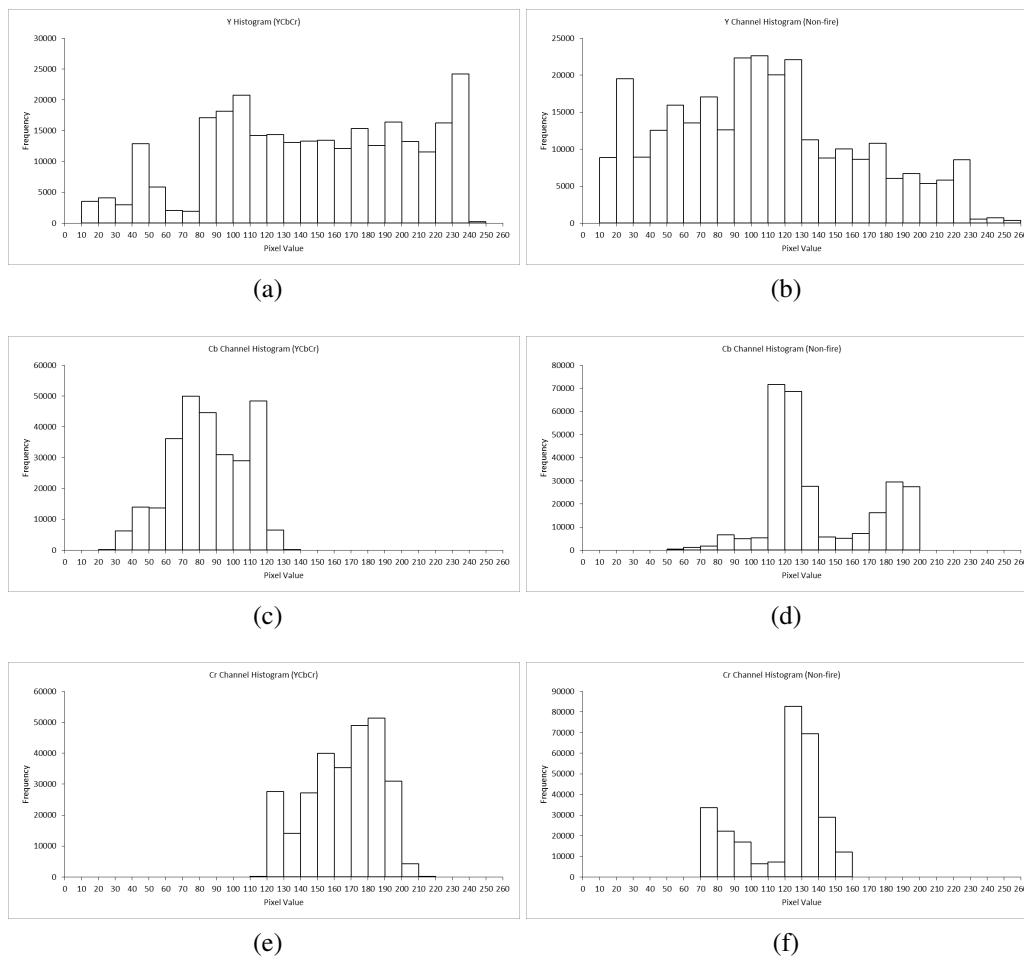 Y Histogram (YCbCr)
30000
25000
20000
15000
10000
5000
0
Frequency
0 10 20 30 40 50 60 70 80 90 100 110 120 130 140 150 160 170 180 190 200 210 220 230 240 250 260
Pixel Value
(a)
Y Channel Histogram (Non-fire)
25000
20000
15000
10000
5000
0
Frequency
0 10 20 30 40 50 60 70 80 90 100 110 120 130 140 150 160 170 180 190 200 210 220 230 240 250 260
Pixel Value
(b)
Cb Channel Histogram (YCbCr)
60000
50000
40000
30000
20000
10000
0
Frequency
0 10 20 30 40 50 60 70 80 90 100 110 120 130 140 150 160 170 180 190 200 210 220 230 240 250 260
Pixel Value
(c)
Cb Channel Histogram (Non-fire)
80000
70000
60000
50000
40000
30000
20000
10000
0
Frequency
0 10 20 30 40 50 60 70 80 90 100 110 120 130 140 150 160 170 180 190 200 210 220 230 240 250 260
Pixel Value
(d)
Cr Channel Histogram (YCbCr)
60000
50000
40000
30000
20000
10000
0
Frequency
0 10 20 30 40 50 60 70 80 90 100 110 120 130 140 150 160 170 180 190 200 210 220 230 240 250 260
Pixel Value
(e)
Cr Channel Histogram (Non-fire)
90000
80000
70000
60000
50000
40000
30000
20000
10000
0
Frequency
0 10 20 30 40 50 60 70 80 90 100 110 120 130 140 150 160 170 180 190 200 210 220 230 240 250 260
Pixel Value
(f)